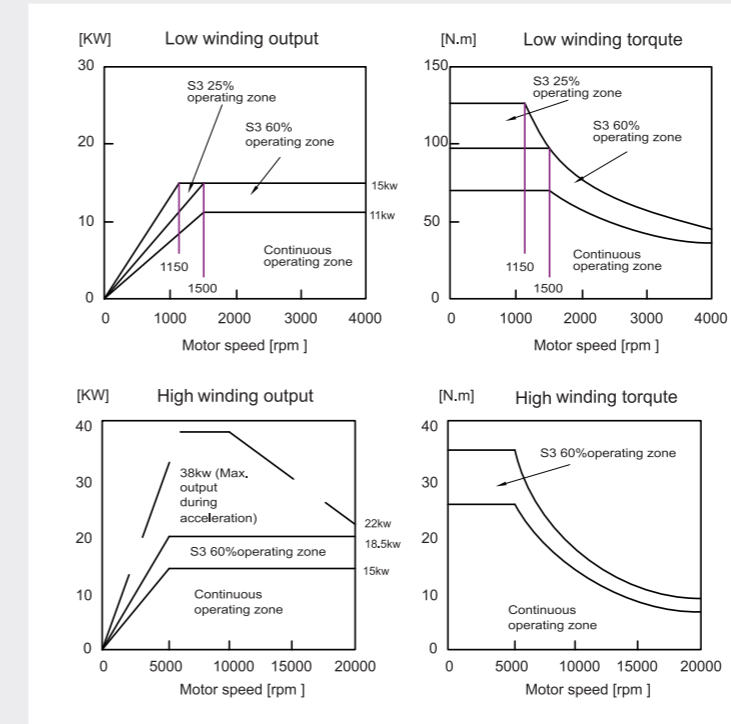 [KW]
Low winding output
30
20
10
0
S3 25%
operating zone
S3 60%
operating zone
15kw
11kw
Continuous
operating zone
1150
1500
0 1000 2000 3000 4000
Motor speed [rpm ]
[N.m]
Low winding torqute
150
100
50
0
S3 25%
operating zone
S3 60%
operating zone
Continuous
operating zone
1150
1500
0 1000 2000 3000 4000
Motor speed [rpm ]
[KW]
High winding output
40
30
20
10
0
38kw (Max.
output
during
acceleration)
22kw
18.5kw
S3 60%operating zone
15kw
Continuous
operating zone
0 5000 10000 15000 20000
Motor speed [rpm ]
[N.m]
High winding torqute
40
30
20
10
0
S3 60%operating zone
Continuous
operating zone
0 5000 10000 15000 20000
Motor speed [rpm ]